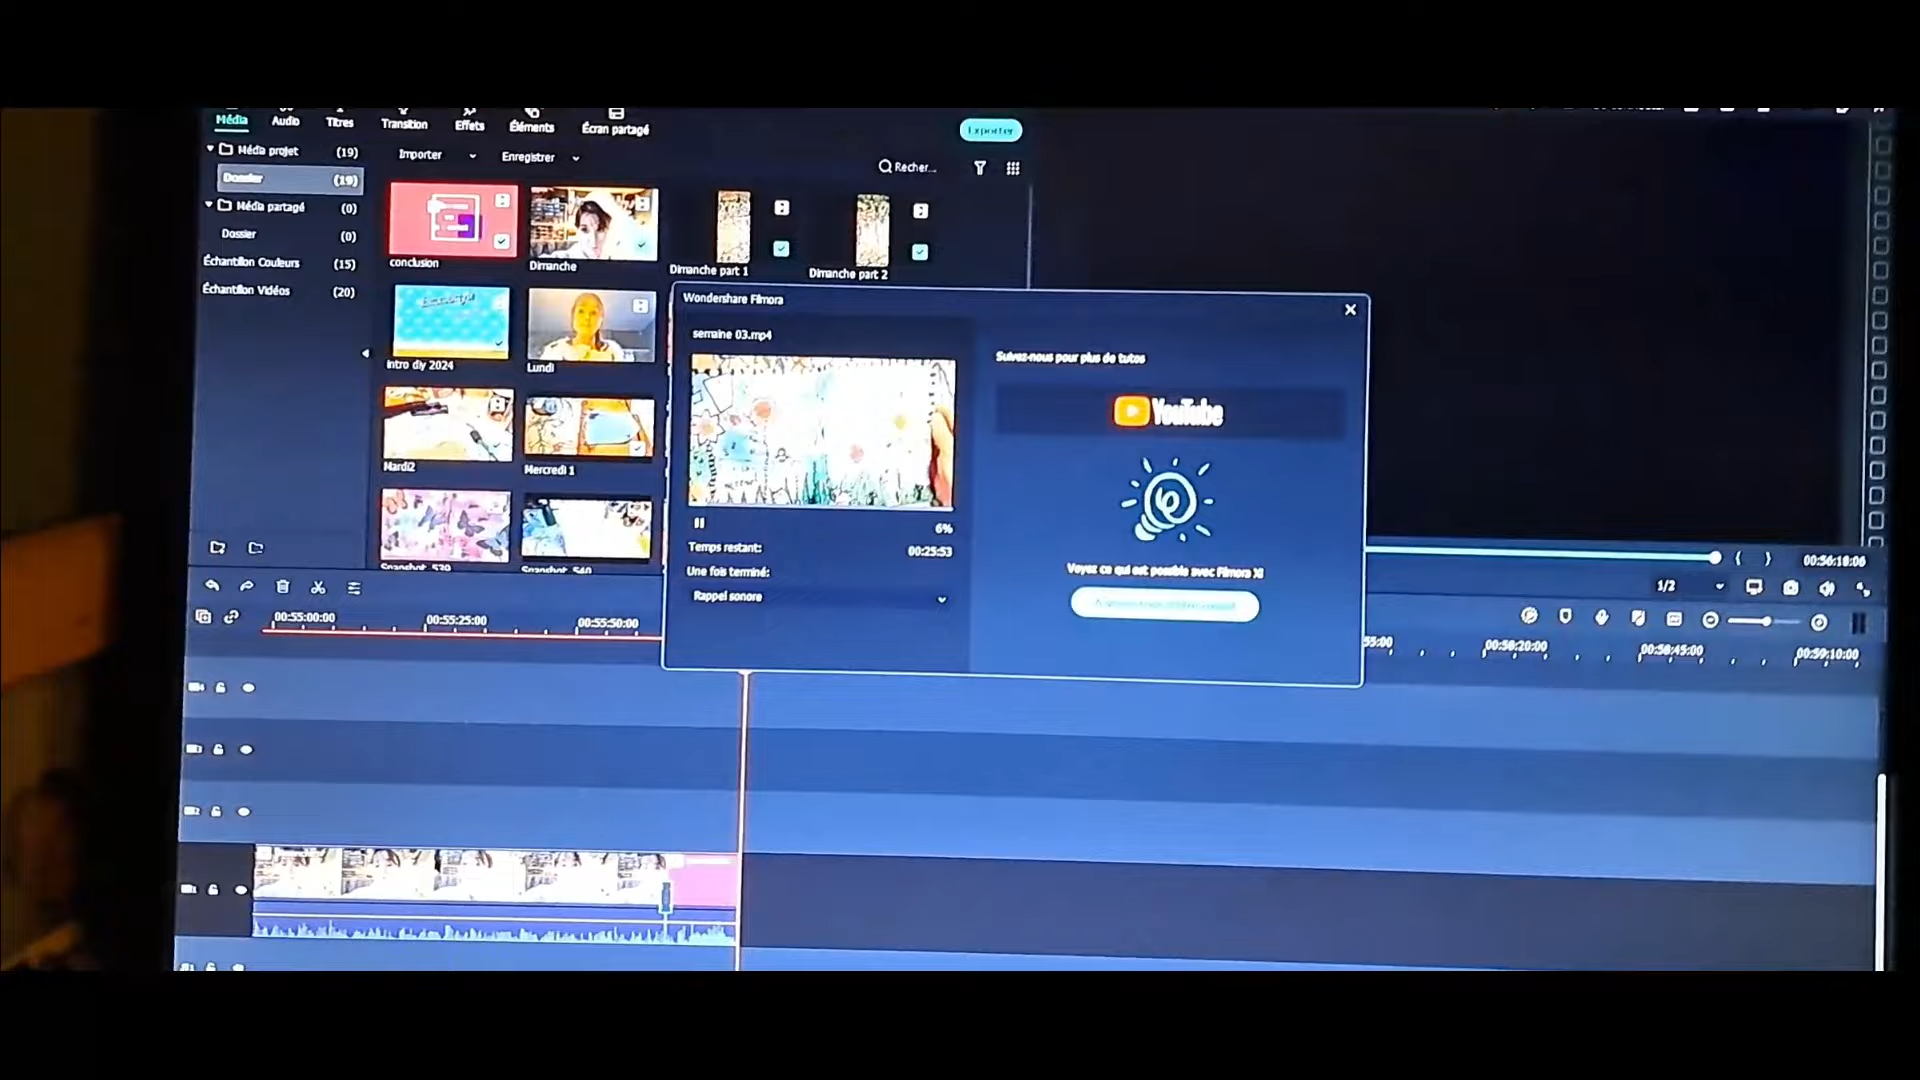 Média Audio Titres Transition Effets Éléments Écran partagé
Exporter
Média projet (19)
Dossier (19)
Média partagé (0)
Dossier (0)
Échantillon Couleurs (15)
Échantillon Vidéos (20)
Importer Enregistrer Recher...
conclusion Dimanche Dimanche part 1 Dimanche part 2
intro diy 2024 Lundi
Mardi2 Mercredi 1
Snapshot_539 Snapshot_540
Wondershare Filmora
semaine 03.mp4
6%
Temps restant: 00:25:53
Une fois terminé:
Rappel sonore
Suivez-nous pour plus de tutos
YouTube
Voyez ce qui est possible avec Filmora XI
00:56:18:06
1/2
00:55:00:00 00:55:25:00 00:55:50:00 55:00 00:58:20:00 00:58:45:00 00:59:10:00